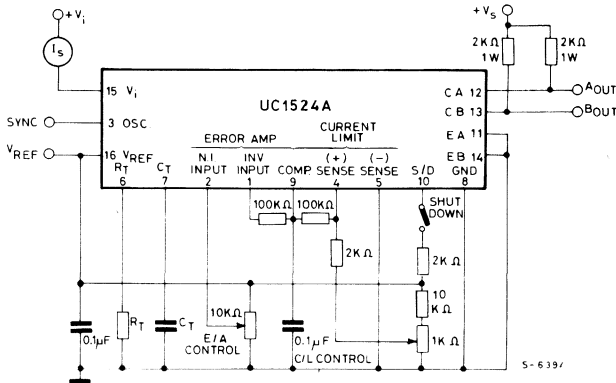 +Vi
+Vs
Is
2KΩ 1W
2KΩ 1W
15 Vi
UC1524A
CA 12
AOUT
SYNC
3 OSC
CB 13
BOUT
ERROR AMP
CURRENT LIMIT
EA 11
VREF
16 VREF
NI INPUT
INV INPUT
COMP.
(+) SENSE
(-) SENSE
S/D
EB 14
GND
RT
CT
6 7 2 1 9 4 5 10 8
100KΩ
100KΩ
SHUT DOWN
2KΩ
2KΩ
10 KΩ
0.1μF
RT
CT
10KΩ
E/A CONTROL
0.1μF
C/L CONTROL
1KΩ